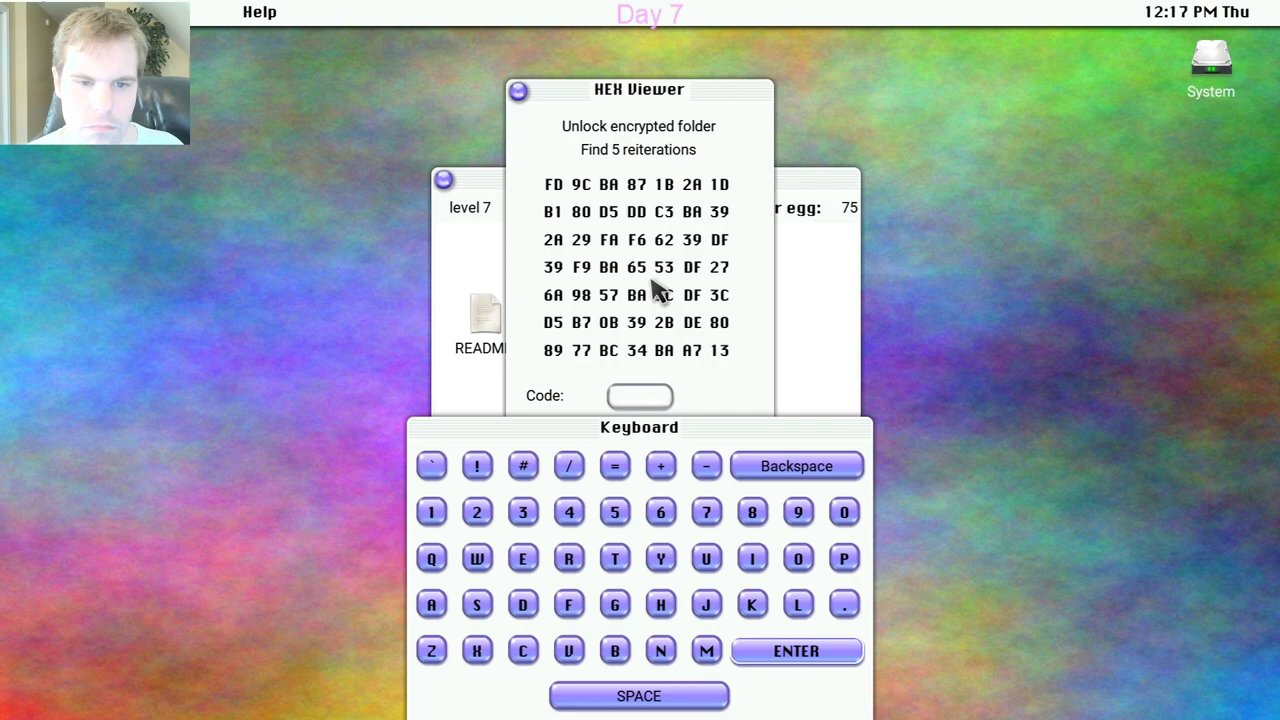 Help
Day 7
12:17 PM Thu
System
HEX Viewer
Unlock encrypted folder
Find 5 reiterations
level 7
r egg: 75
FD 9C BA 87 1B 2A 1D
B1 80 D5 DD C3 BA 39
2A 29 FA F6 62 39 DF
39 F9 BA 65 53 DF 27
6A 98 57 BA C DF 3C
D5 B7 0B 39 2B DE 80
89 77 BC 34 BA A7 13
READM
Code:
Keyboard
` ! # / = + - Backspace
1 2 3 4 5 6 7 8 9 0
Q W E R T Y U I O P
A S D F G H J K L .
Z X C V B N M ENTER
SPACE